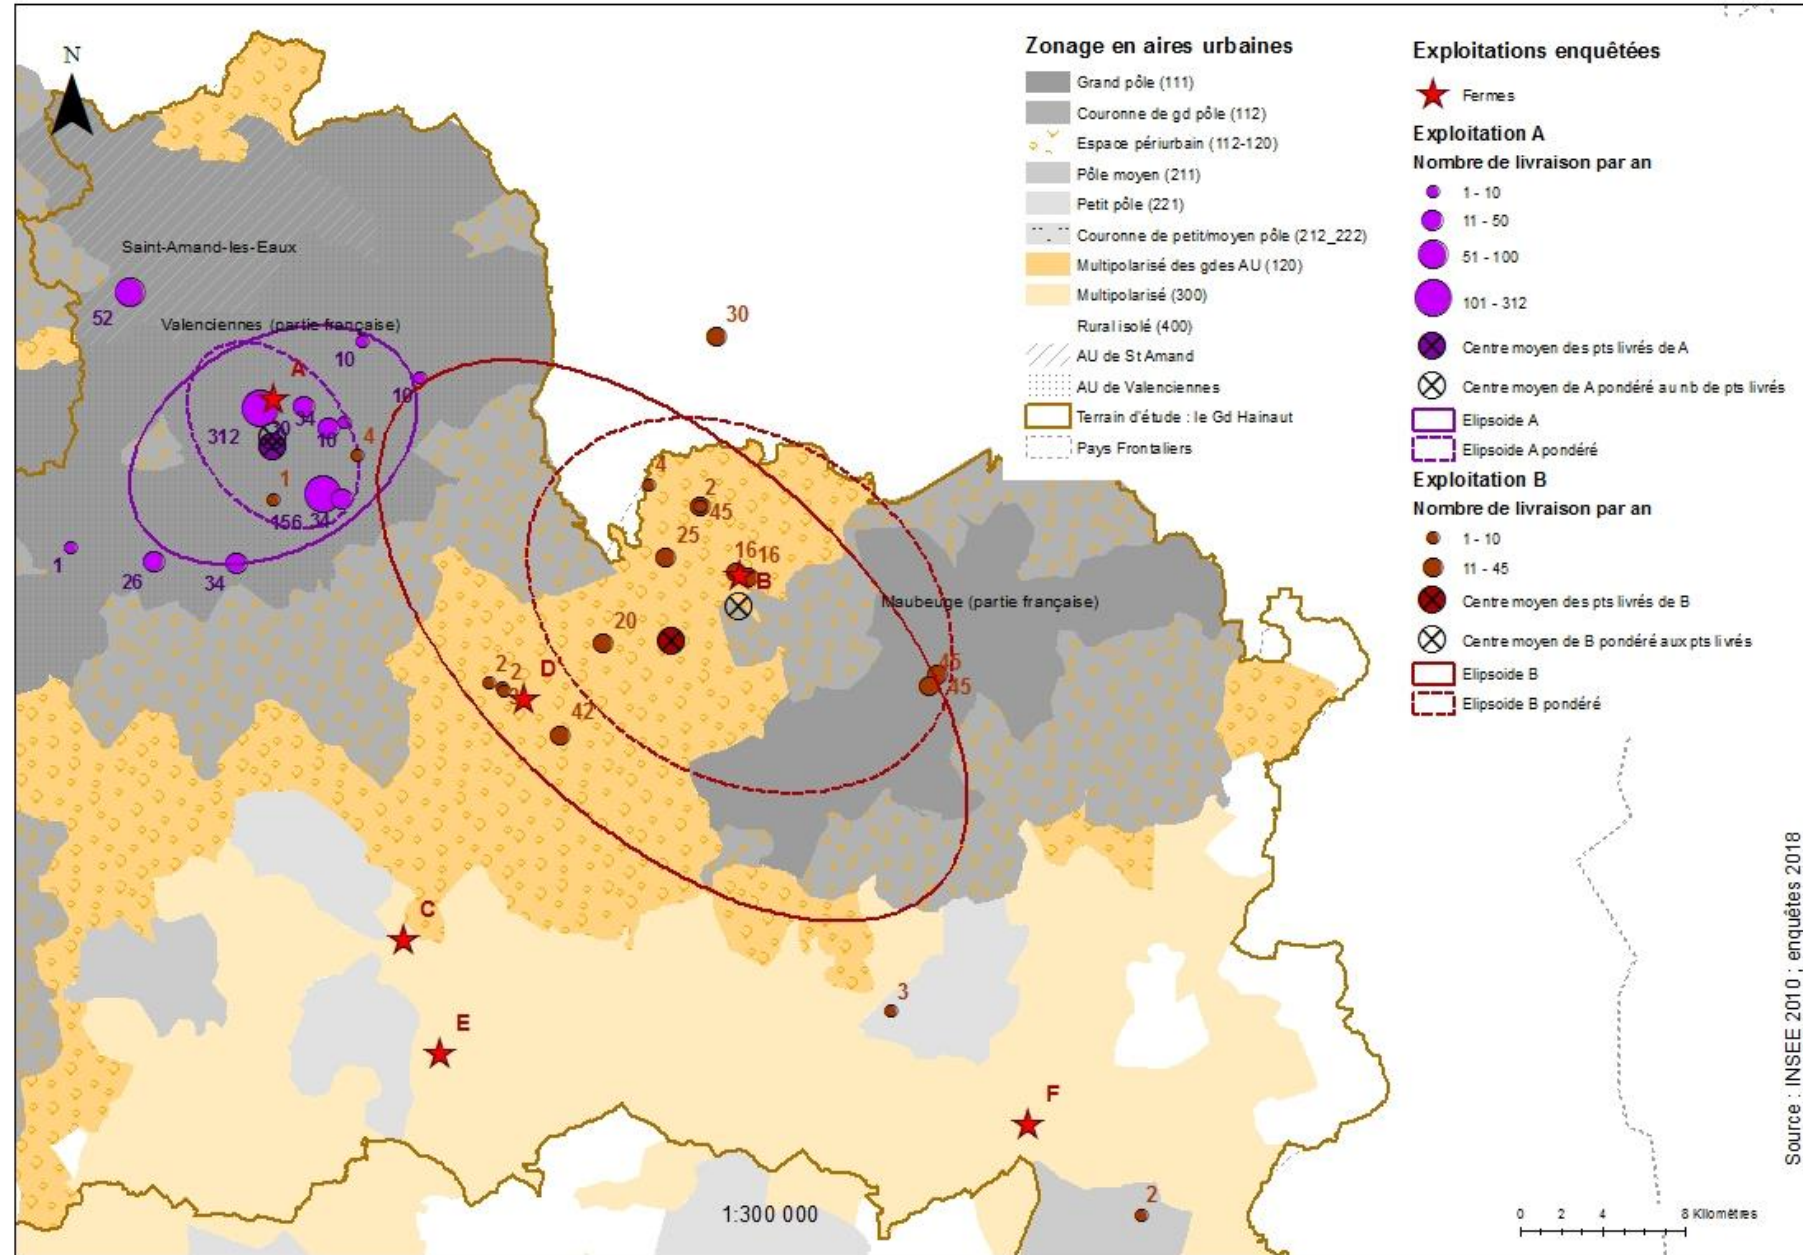 N
Saint-Amand-les-Eaux
52
Valenciennes (partie française)
10
A
10
34
30
10
312
4
1
156
34
1
26
34
30
4
2
45
25
16
16
B
Maubeuge (partie française)
20
D
2
2
42
45
45
C
E
3
F
2
1:300 000
Zonage en aires urbaines
Grand pôle (111)
Couronne de gd pôle (112)
Espace périurbain (112-120)
Pôle moyen (211)
Petit pôle (221)
Couronne de petit/moyen pôle (212_222)
Multipolarisé des gdes AU (120)
Multipolarisé (300)
Rural isolé (400)
AU de St Amand
AU de Valenciennes
Terrain d'étude : le Gd Hainaut
Pays Frontaliers
Exploitations enquêtées
Fermes
Exploitation A
Nombre de livraison par an
1 - 10
11 - 50
51 - 100
101 - 312
Centre moyen des pts livrés de A
Centre moyen de A pondéré au nb de pts livrés
Elipsoide A
Elipsoide A pondéré
Exploitation B
Nombre de livraison par an
1 - 10
11 - 45
Centre moyen des pts livrés de B
Centre moyen de B pondéré aux pts livrés
Elipsoide B
Elipsoide B pondéré
0 2 4 8 Kilomètres
Source : INSEE 2010 ; enquêtes 2018